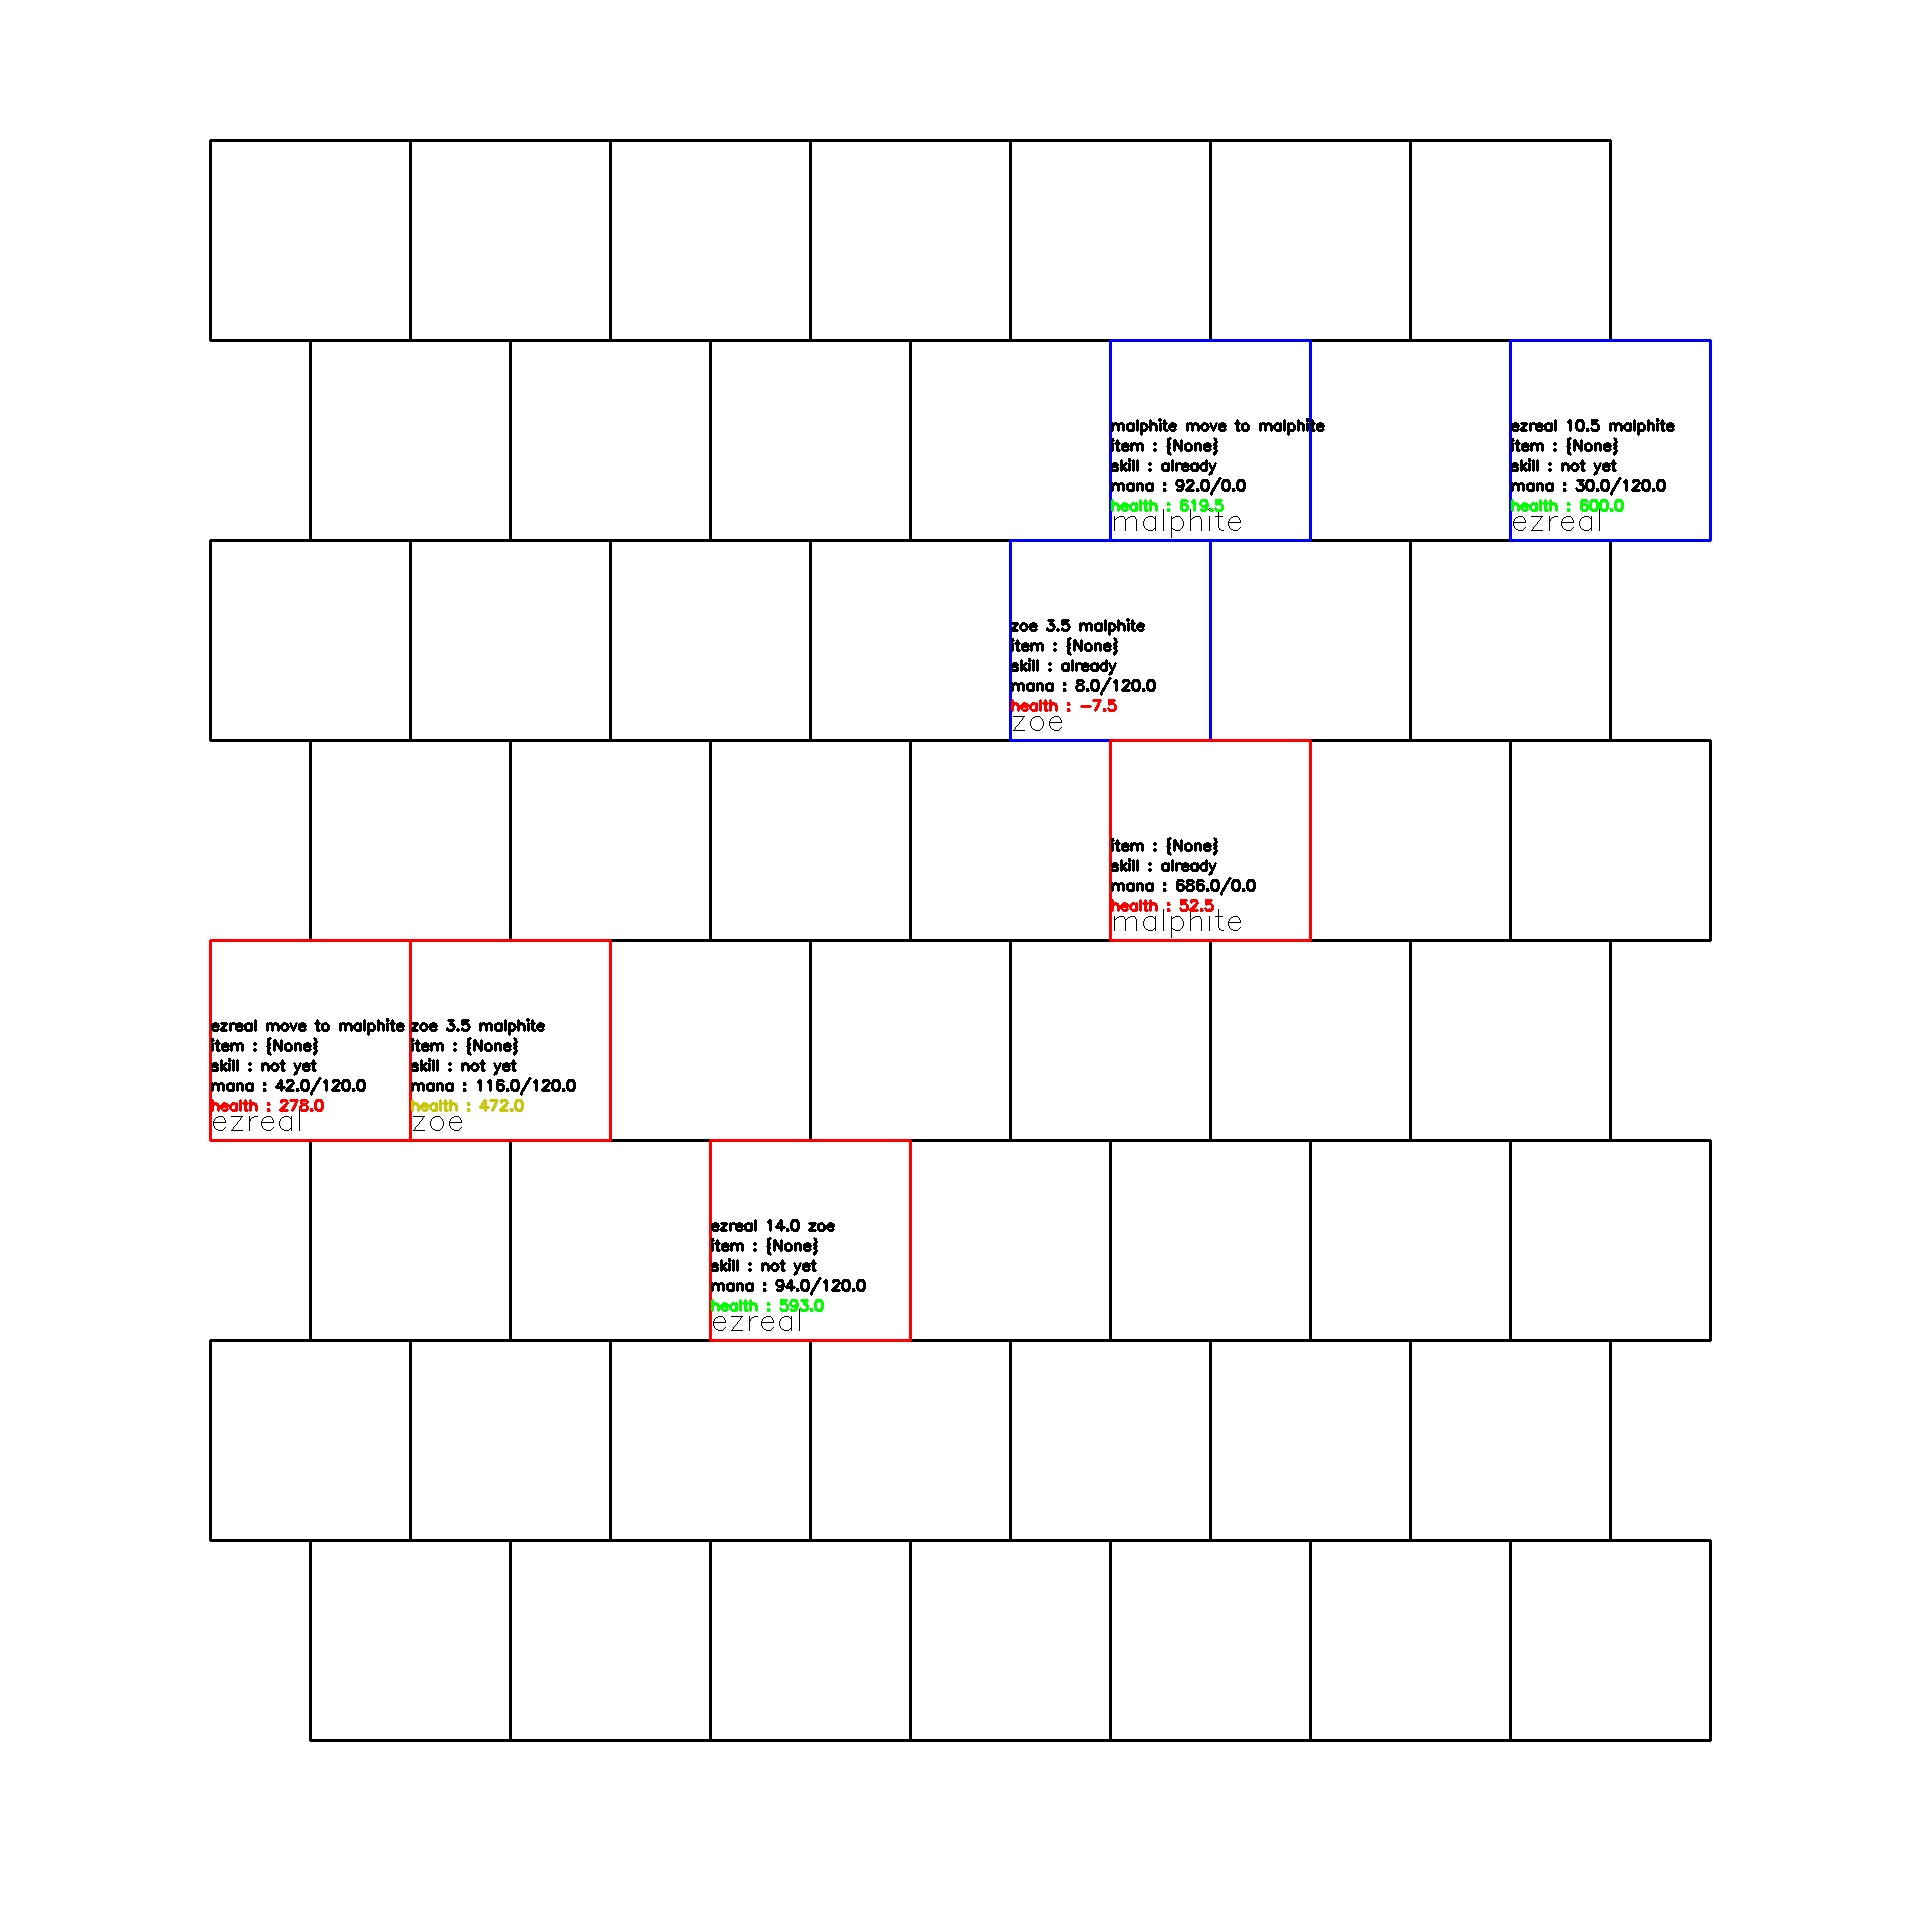 malphite move to malphite
item : {None}
skill : already
mana : 92.0/0.0
health : 619.5
malphite
ezreal 10.5 malphite
item : {None}
skill : not yet
mana : 30.0/120.0
health : 600.0
ezreal
zoe 3.5 malphite
item : {None}
skill : already
mana : 8.0/120.0
health : -7.5
zoe
item : {None}
skill : already
mana : 686.0/0.0
health : 52.5
malphite
ezreal move to malphite
item : {None}
skill : not yet
mana : 42.0/120.0
health : 278.0
ezreal
zoe 3.5 malphite
item : {None}
skill : not yet
mana : 116.0/120.0
health : 472.0
zoe
ezreal 14.0 zoe
item : {None}
skill : not yet
mana : 94.0/120.0
health : 593.0
ezreal